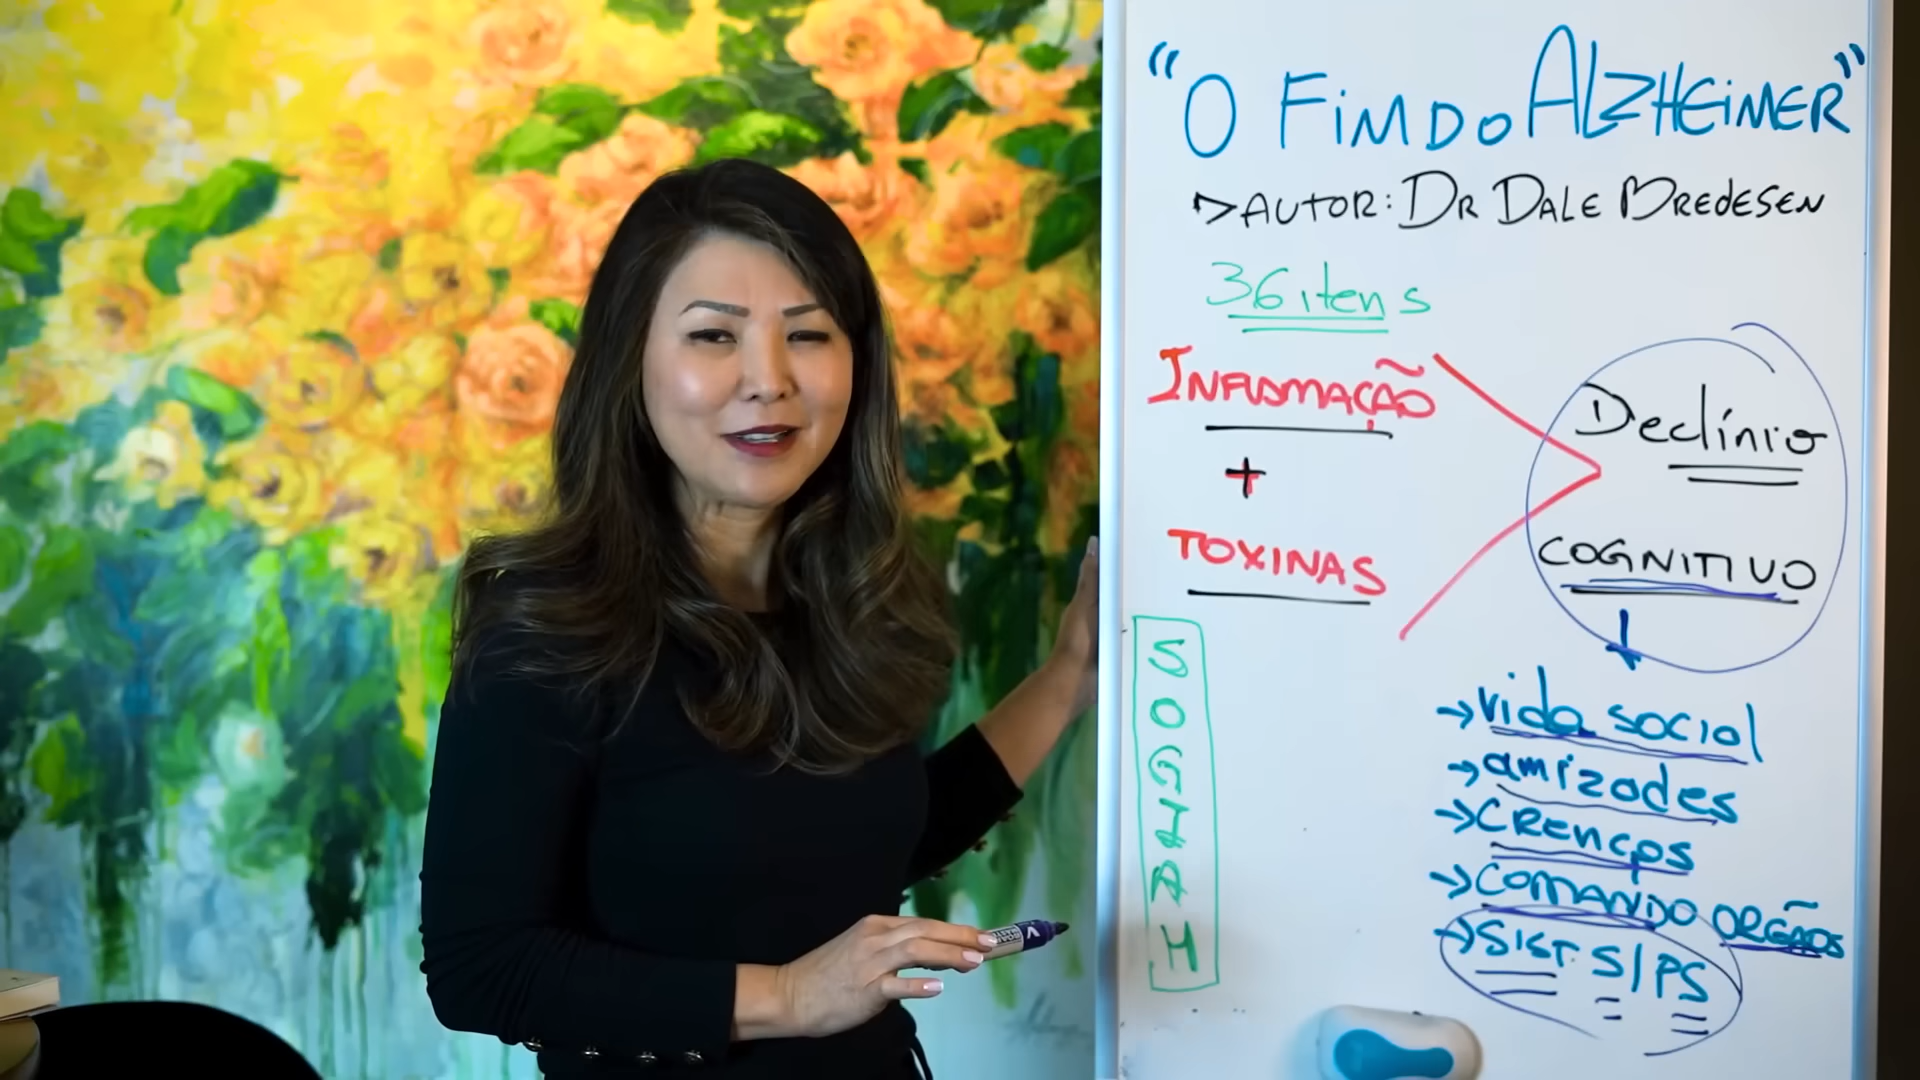 "O FIM DO ALZHEIMER"
AUTOR: DR DALE BREDESEN
36 itens
INFLAMAÇÃO
+
TOXINAS
Declínio
COGNITIVO
+
→ vida social
→ amizades
→ CRENÇAS
→ COMANDO ORGÃOS
→ SIST. S/PS
S
O
G
H